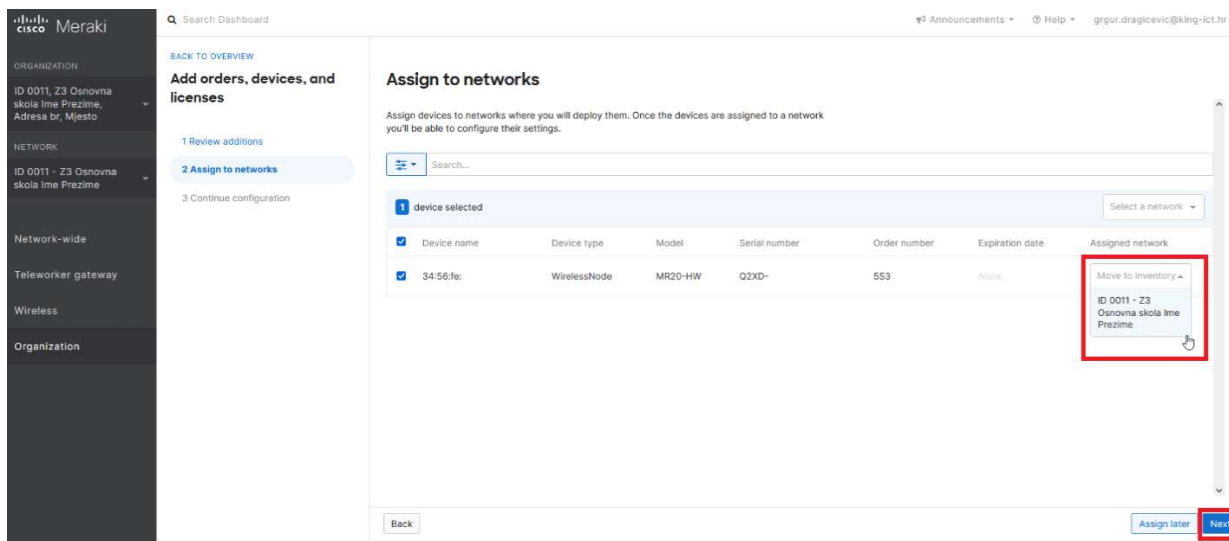 cisco Meraki
Search Dashboard
Announcements
Help
grgur.dragicevic@king-ict.hr
ORGANIZATION
ID 0011, Z3 Osnovna
skola Ime Prezime,
Adresa br, Mjesto
NETWORK
ID 0011 - Z3 Osnovna
skola Ime Prezime
Network-wide
Teleworker gateway
Wireless
Organization
BACK TO OVERVIEW
Add orders, devices, and
licenses
1 Review additions
2 Assign to networks
3 Continue configuration
Assign to networks
Assign devices to networks where you will deploy them. Once the devices are assigned to a network
you'll be able to configure their settings.
Search...
1 device selected
Select a network
Device name Device type Model Serial number Order number Expiration date Assigned network
34:56:fe: WirelessNode MR20-HW Q2XD- 5S3 None Move to inventory
ID 0011 - Z3
Osnovna skola Ime
Prezime
Back
Assign later
Next